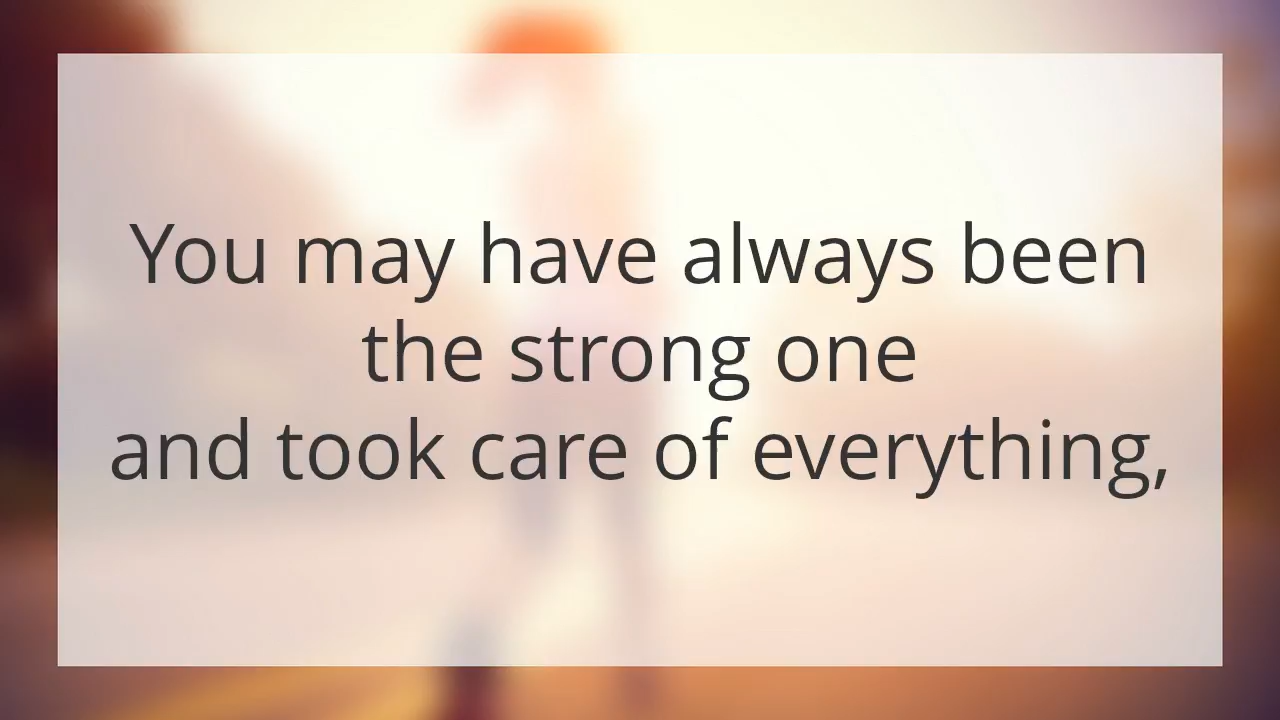 You may have always been
the strong one
and took care of everything,